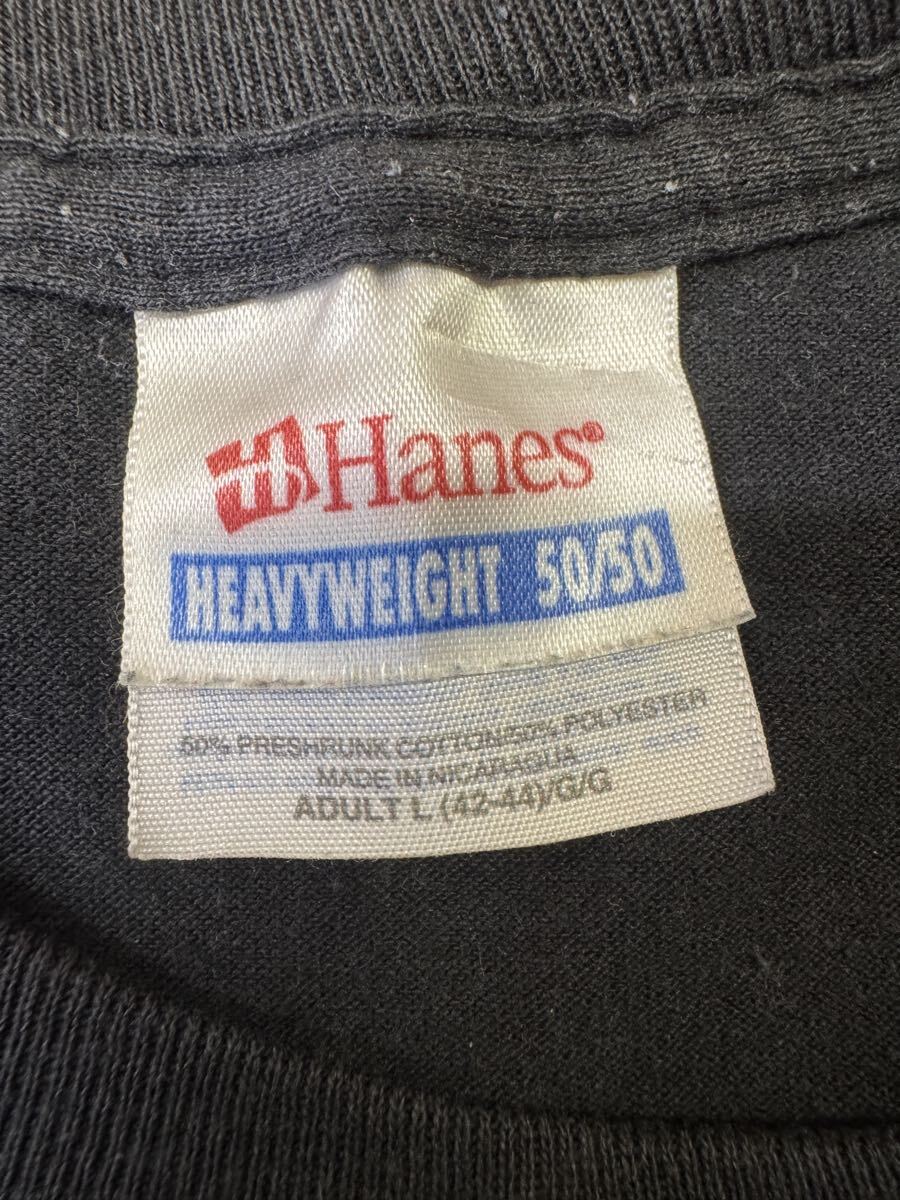 Hanes®
HEAVYWEIGHT 50/50
50% PRESHRUNK COTTON/50% POLYESTER
MADE IN NICARAGUA
ADULT L (42-44)/G/G